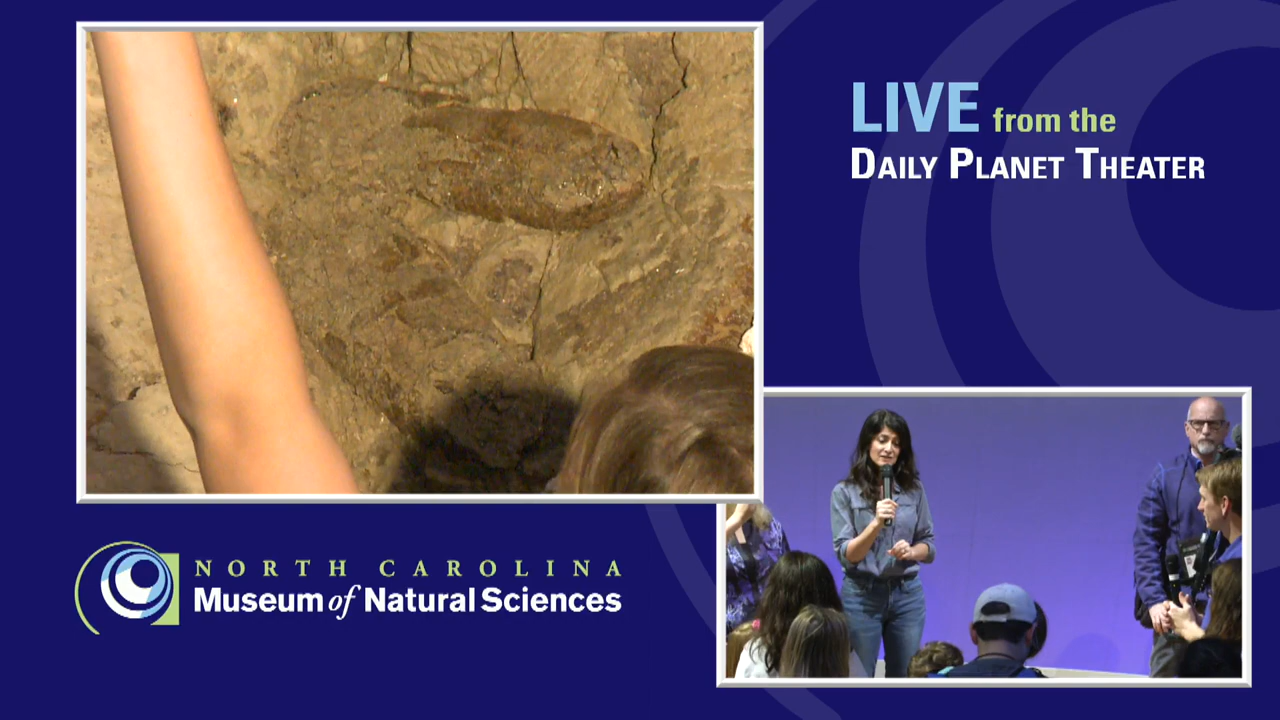 LIVE from the
DAILY PLANET THEATER
NORTH CAROLINA
Museum of Natural Sciences